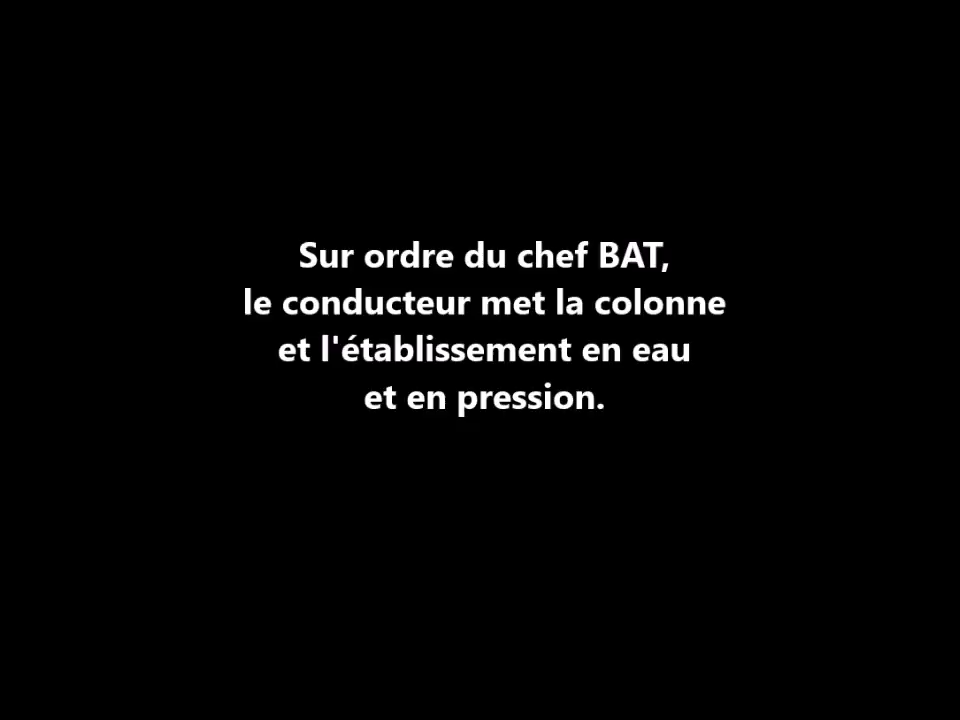 Sur ordre du chef BAT,
le conducteur met la colonne
et l'établissement en eau
et en pression.